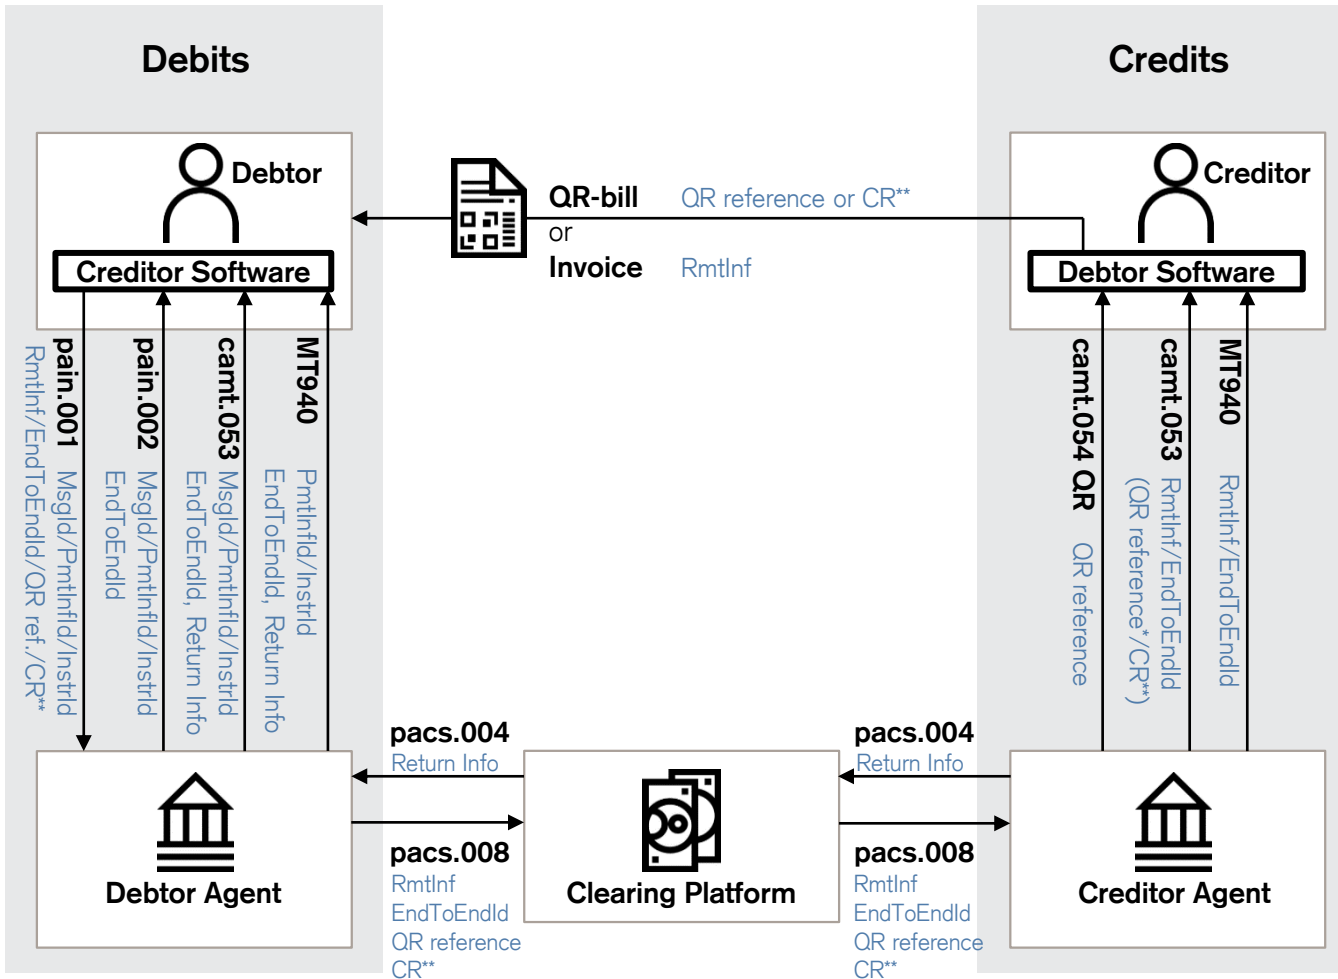 Debits
Credits
Debtor
Creditor Software
QR-bill QR reference or CR**
or
Invoice RmtInf
Creditor
Debtor Software
pain.001 MsgId/PmtInfId/InstrId
RmtInf/EndToEndId/QR ref./CR**
pain.002 MsgId/PmtInfId/InstrId
EndToEndId
camt.053 MsgId/PmtInfId/InstrId
EndToEndId, Return Info
MT940 PmtInfId/InstrId
EndToEndId, Return Info
camt.054 QR QR reference
camt.053 RmtInf/EndToEndId
(QR reference*/CR**)
MT940 RmtInf/EndToEndId
pacs.004
Return Info
pacs.004
Return Info
Debtor Agent
Clearing Platform
Creditor Agent
pacs.008
RmtInf
EndToEndId
QR reference
CR**
pacs.008
RmtInf
EndToEndId
QR reference
CR**